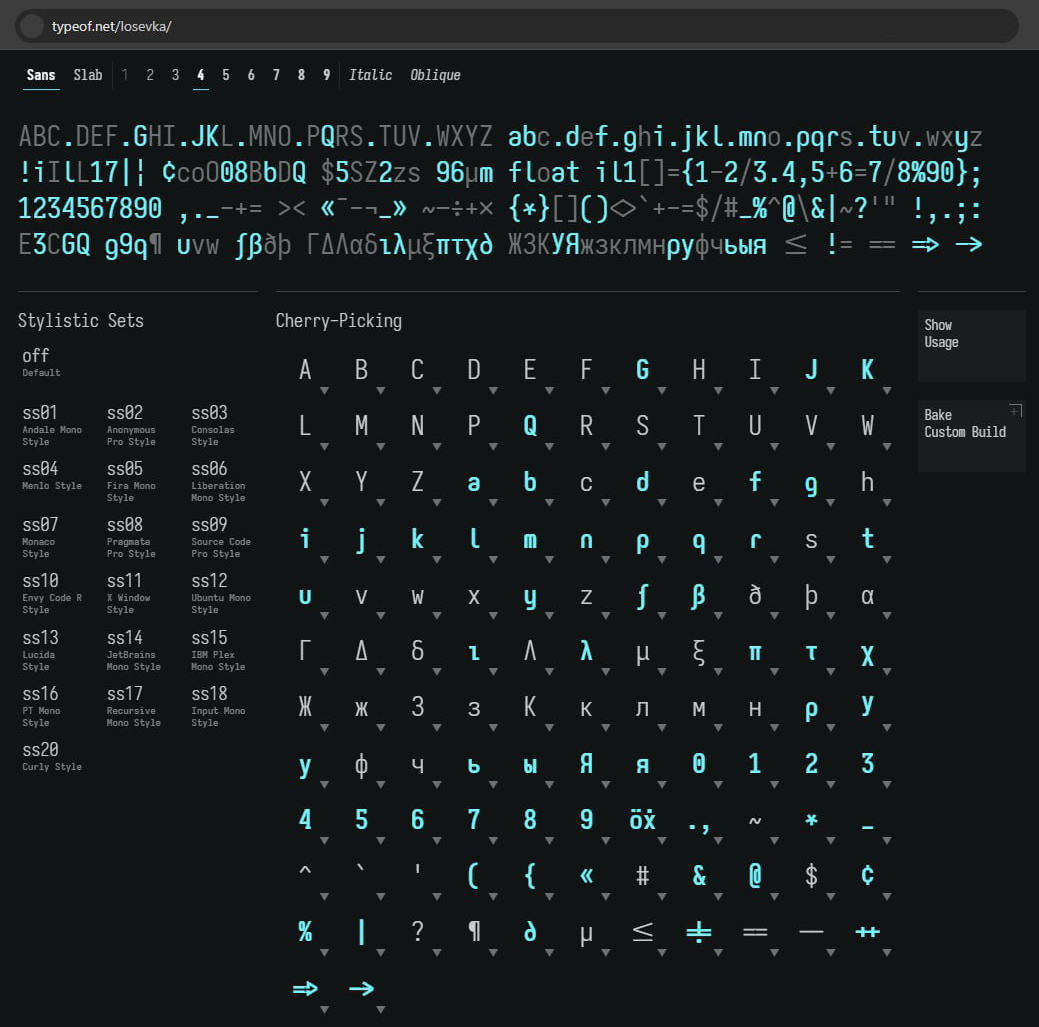 typeof.net/Iosevka/
Sans Slab 1 2 3 4 5 6 7 8 9 Italic Oblique
ABC.DEF.GHI.JKL.MNO.PQRS.TUV.WXYZ abc.def.ghi.jkl.mno.pqrs.tuv.wxyz
!iIlL17|¦ ¢coO08BbDQ $5SZ2zs 96µm float il1[]={1-2/3.4,5+6=7/8%90};
1234567890 ,._-+= >< «¯-¬_» ~-÷+× {*}[]()<>`+-=$/#_%^@\&|~?'" !,.;:
E3CGQ g9q¶ uvw ʃβðþ ΓΔΛαδιλμξπτχ∂ ЖЗКУЯжзклмнруфчьыя ≤ != == => ->
Stylistic Sets
off
Default
ss01 ss02 ss03
Andale Mono Style Anonymous Pro Style Consolas Style
ss04 ss05 ss06
Menlo Style Fira Mono Style Liberation Mono Style
ss07 ss08 ss09
Monaco Style Pragmata Pro Style Source Code Pro Style
ss10 ss11 ss12
Envy Code R Style X Window Style Ubuntu Mono Style
ss13 ss14 ss15
Lucida Style JetBrains Mono Style IBM Plex Mono Style
ss16 ss17 ss18
PT Mono Style Recursive Mono Style Input Mono Style
ss20
Curly Style
Cherry-Picking
A B C D E F G H I J K
L M N P Q R S T U V W
X Y Z a b c d e f g h
i j k l m n p q r s t
u v w x y z ʃ β ð þ α
Γ Δ δ ι Λ λ μ ξ π τ χ
Ж ж З з К к л м н р У
у ф ч ь ы Я я 0 1 2 3
4 5 6 7 8 9 öẋ ., ~ * _
^ ` ' ( { « # & @ $ ¢
% | ? ¶ ∂ µ ≤ ≑ == — ++
=> ->
Show
Usage
Bake
Custom Build